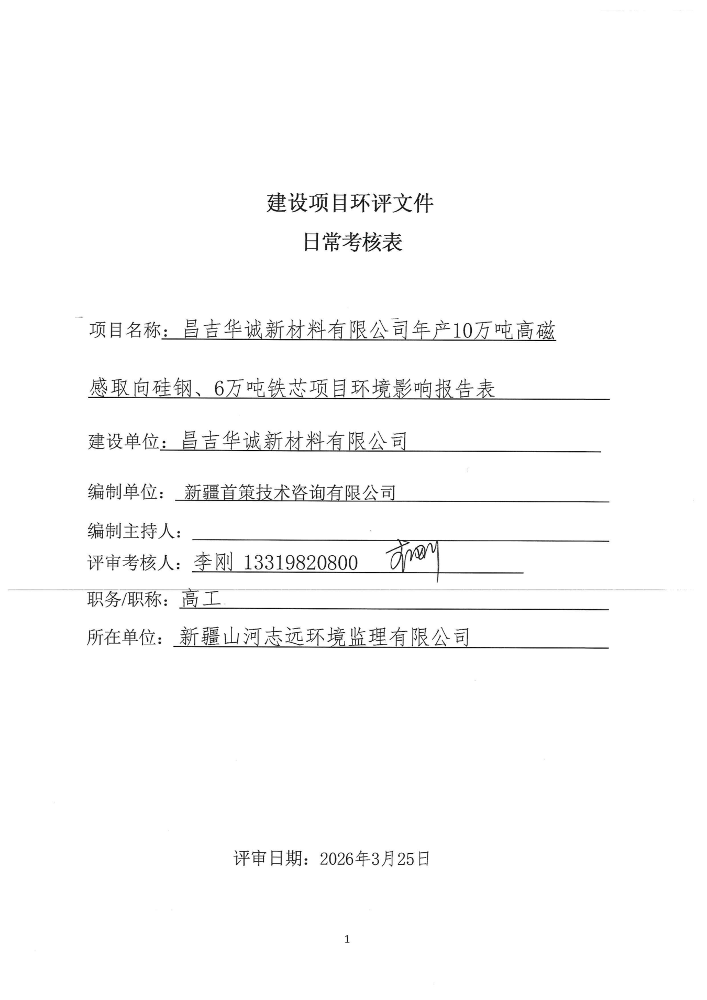 建设项目环评文件
日常考核表
项目名称：昌吉华诚新材料有限公司年产10万吨高磁
感取向硅钢、6万吨铁芯项目环境影响报告表
建设单位：昌吉华诚新材料有限公司
编制单位：新疆首策技术咨询有限公司
编制主持人：
评审考核人：李刚 13319820800 李刚
职务/职称：高工
所在单位：新疆山河志远环境监理有限公司
评审日期：2026年3月25日
1